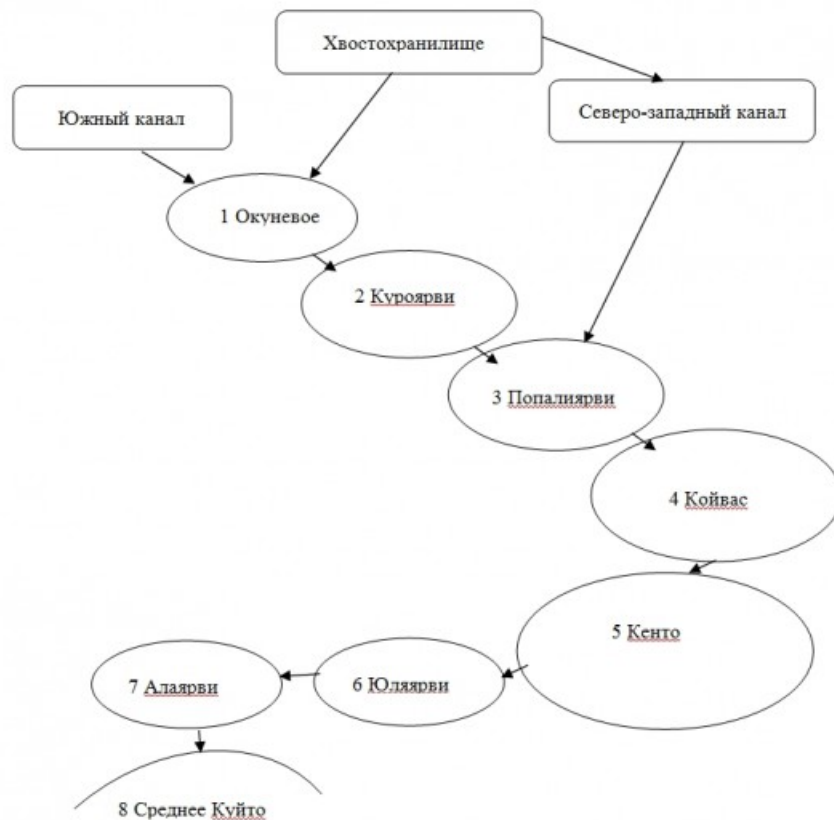 Хвостохранилище
Южный канал
Северо-западный канал
1 Окуневое
2 Куроярви
3 Попалиярви
4 Койвас
5 Кенто
6 Юляярви
7 Алаярви
8 Среднее Куйто